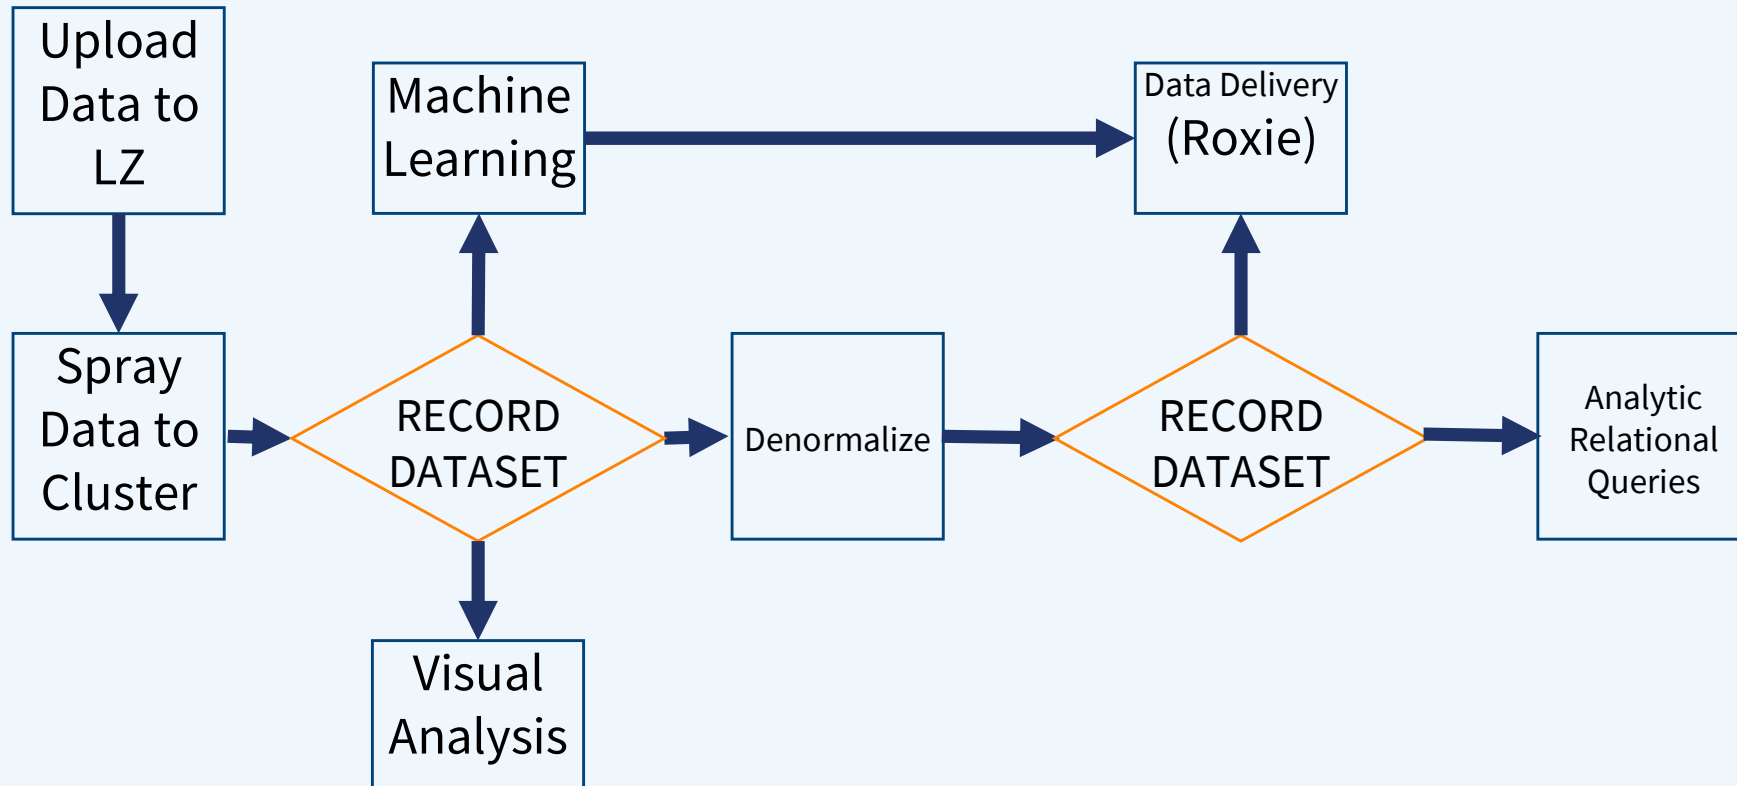 Upload
Data to
LZ
Machine
Learning
Data Delivery
(Roxie)
Spray
Data to
Cluster
RECORD
DATASET
Denormalize
RECORD
DATASET
Analytic
Relational
Queries
Visual
Analysis